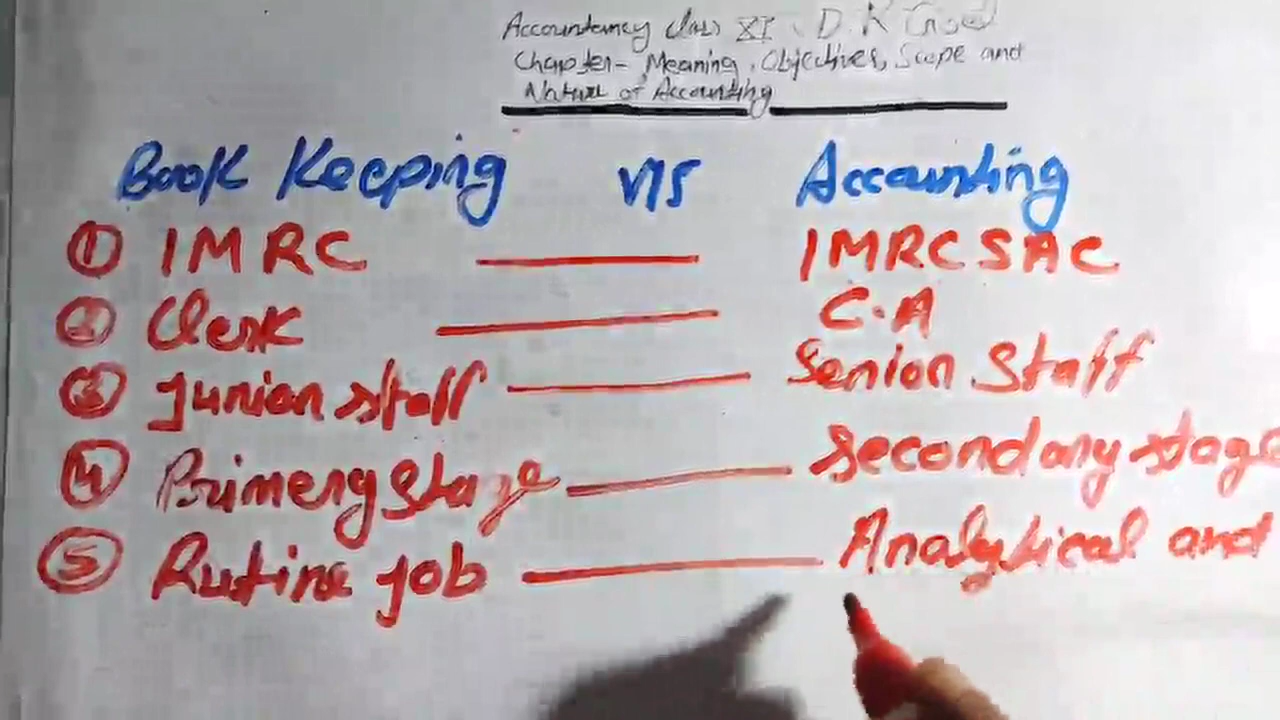 Accountancy Class XI D.K Goel
Chapter- Meaning, Objectives, Scope and
Nature of Accounting
Book Keeping V/S Accounting
① IMRC — IMRCSAC
② Clerk — C.A
③ Junior staff — Senior Staff
④ Primery stage — Secondary stage
⑤ Rutine job — Analytical and